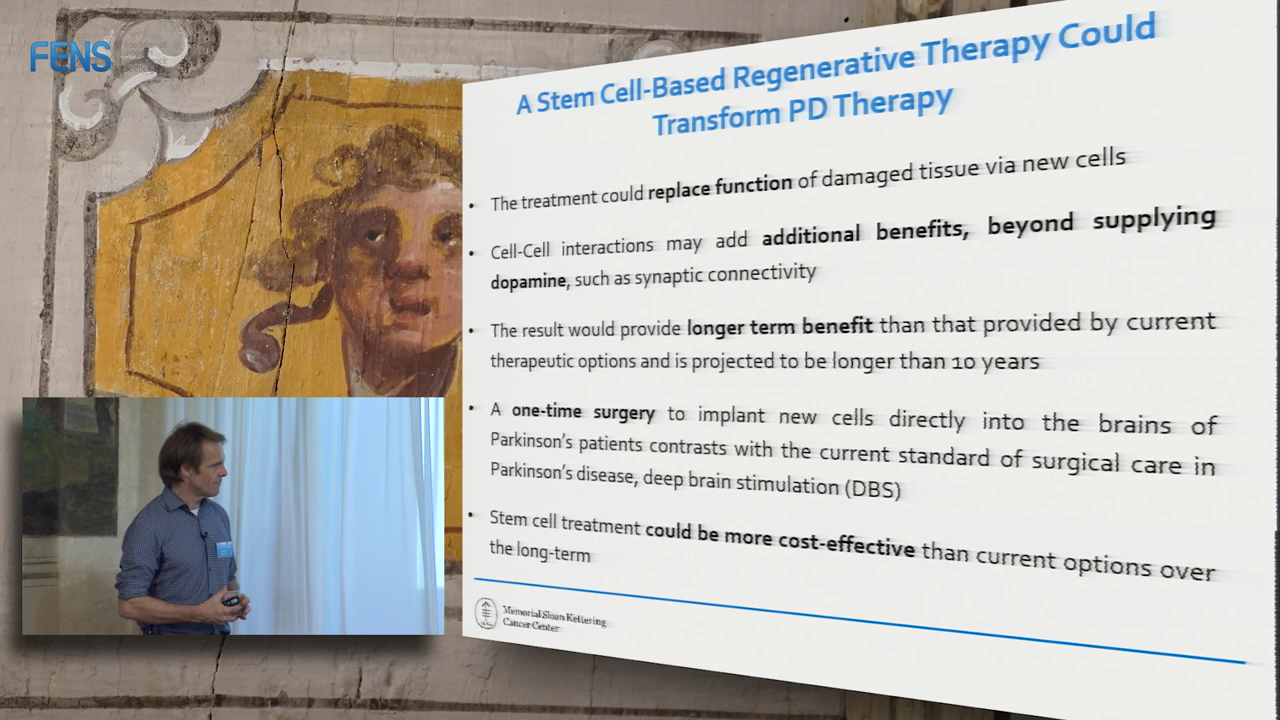 FENS
A Stem Cell-Based Regenerative Therapy Could
Transform PD Therapy
• The treatment could replace function of damaged tissue via new cells
• Cell-Cell interactions may add additional benefits, beyond supplying
dopamine, such as synaptic connectivity
• The result would provide longer term benefit than that provided by current
therapeutic options and is projected to be longer than 10 years
• A one-time surgery to implant new cells directly into the brains of
Parkinson's patients contrasts with the current standard of surgical care in
Parkinson's disease, deep brain stimulation (DBS)
• Stem cell treatment could be more cost-effective than current options over
the long-term
Memorial Sloan Kettering
Cancer Center